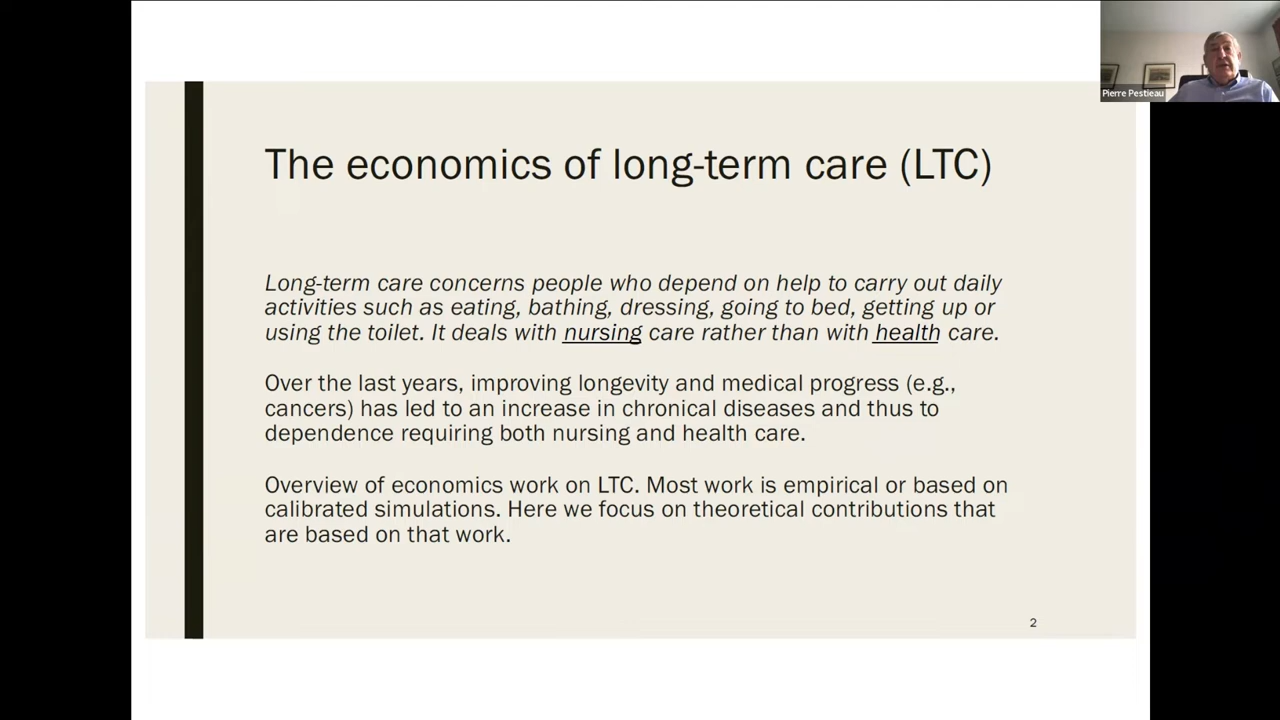 Pierre Pestieau
The economics of long-term care (LTC)
Long-term care concerns people who depend on help to carry out daily
activities such as eating, bathing, dressing, going to bed, getting up or
using the toilet. It deals with nursing care rather than with health care.
Over the last years, improving longevity and medical progress (e.g.,
cancers) has led to an increase in chronical diseases and thus to
dependence requiring both nursing and health care.
Overview of economics work on LTC. Most work is empirical or based on
calibrated simulations. Here we focus on theoretical contributions that
are based on that work.
2